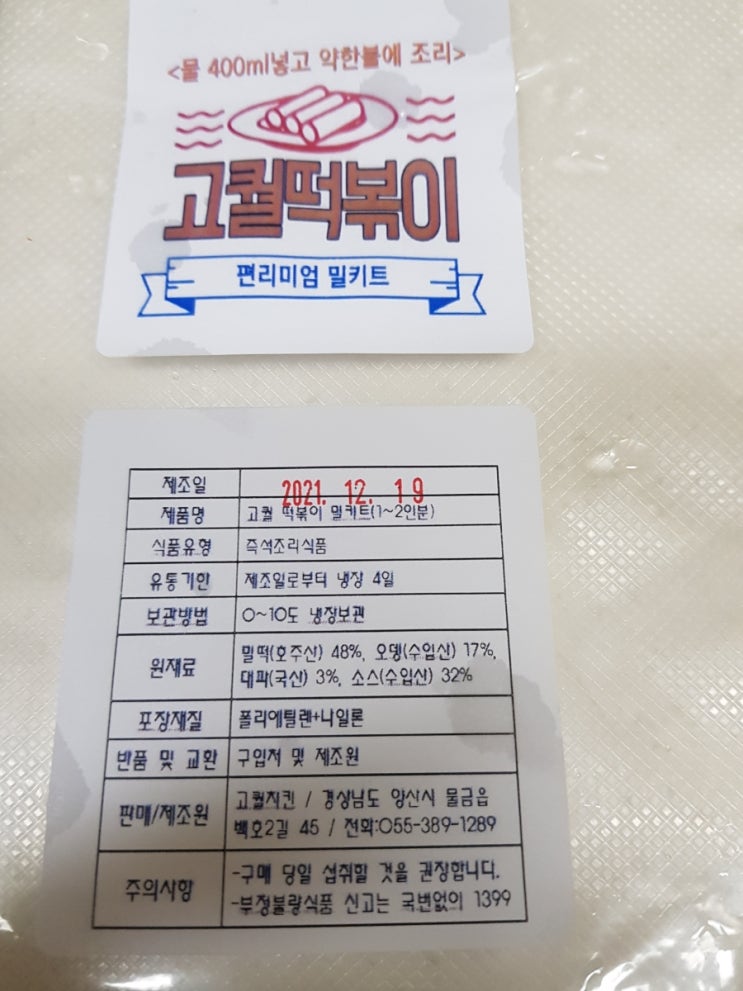 <물 400ml넣고 약한불에 조리>
고퀄떡볶이
편리미엄 밀키트
제조일 2021. 12. 19
제품명 고퀄 떡볶이 밀키트(1~2인분)
식품유형 즉석조리식품
유통기한 제조일로부터 냉장 4일
보관방법 0~10도 냉장보관
원재료 밀떡(호주산) 48%, 오뎅(수입산) 17%,
대파(국산) 3%, 소스(수입산) 32%
포장재질 폴리에틸렌+나일론
반품 및 교환 구입처 및 제조원
판매/제조원 고퀄치킨 / 경상남도 양산시 물금읍
백호2길 45 / 전화:055-389-1289
주의사항 -구매 당일 섭취할 것을 권장합니다.
-부정불량식품 신고는 국번없이 1399